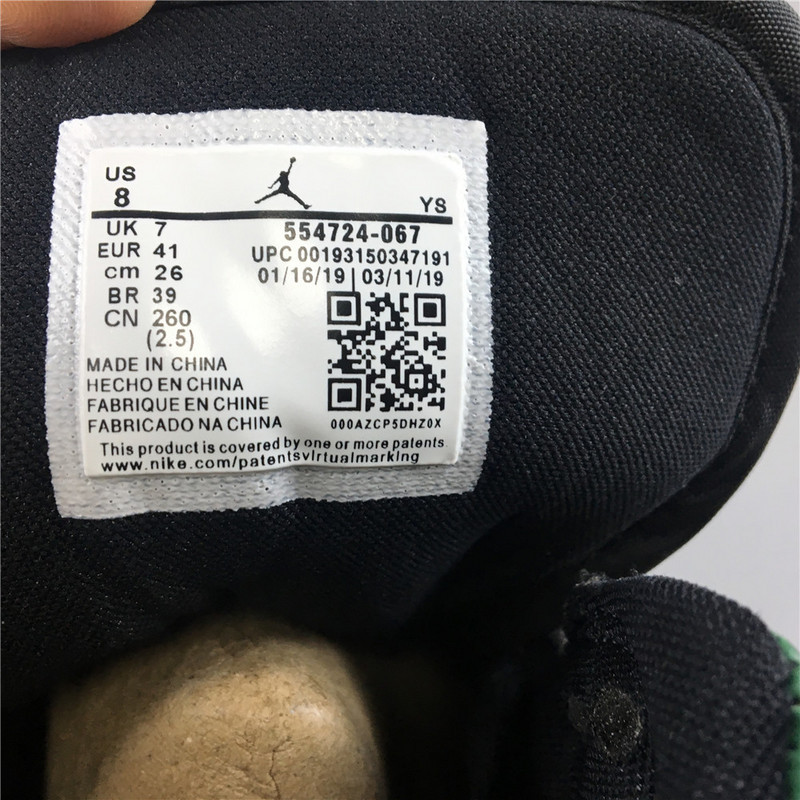 US
8
YS
UK 7
EUR 41
cm 26
BR 39
CN 260
(2.5)
554724-067
UPC 00193150347191
01/16/19 | 03/11/19
000AZCP5DHZ0X
MADE IN CHINA
HECHO EN CHINA
FABRIQUE EN CHINE
FABRICADO NA CHINA
This product is covered by one or more patents
www.nike.com/patentsvirtualmarking